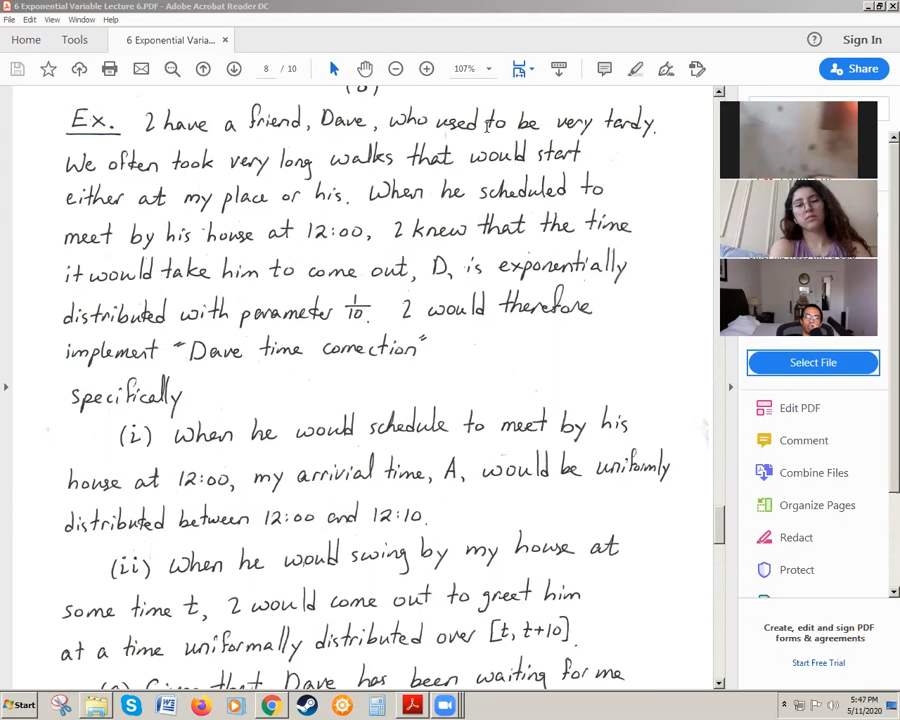 6 Exponential Variable Lecture 6.PDF - Adobe Acrobat Reader DC
File Edit View Window Help
Home Tools 6 Exponential Varia... × Sign In
8 / 10 107% Share
Ex. I have a friend, Dave, who used to be very tardy.
We often took very long walks that would start
either at my place or his. When he scheduled to
meet by his house at 12:00, I knew that the time
it would take him to come out, D, is exponentially
distributed with parameter 1/10. I would therefore
implement "Dave time correction"
specifically
(i) when he would schedule to meet by his
house at 12:00, my arrivial time, A, would be uniformly
distributed between 12:00 and 12:10.
(ii) when he would swing by my house at
some time t, I would come out to greet him
at a time uniformally distributed over [t, t+10].
(a) Given that Dave has been waiting for me
Select File
Edit PDF
Comment
Combine Files
Organize Pages
Redact
Protect
Create, edit and sign PDF
forms & agreements
Start Free Trial
Start
5:47 PM
5/11/2020